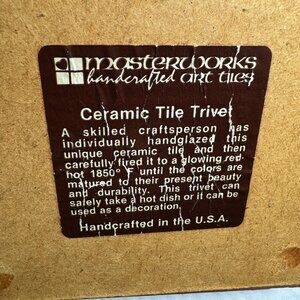 masterworks
handcrafted art tiles
Ceramic Tile Trivet
A skilled craftsperson has
individually handglazed this
unique ceramic tile and then
carefully fired it to a glowing red-
hot 1850° F until the colors are
matured to their present beauty
and durability. This trivet can
safely take a hot dish or it can be
used as a decoration.
Handcrafted in the U.S.A.